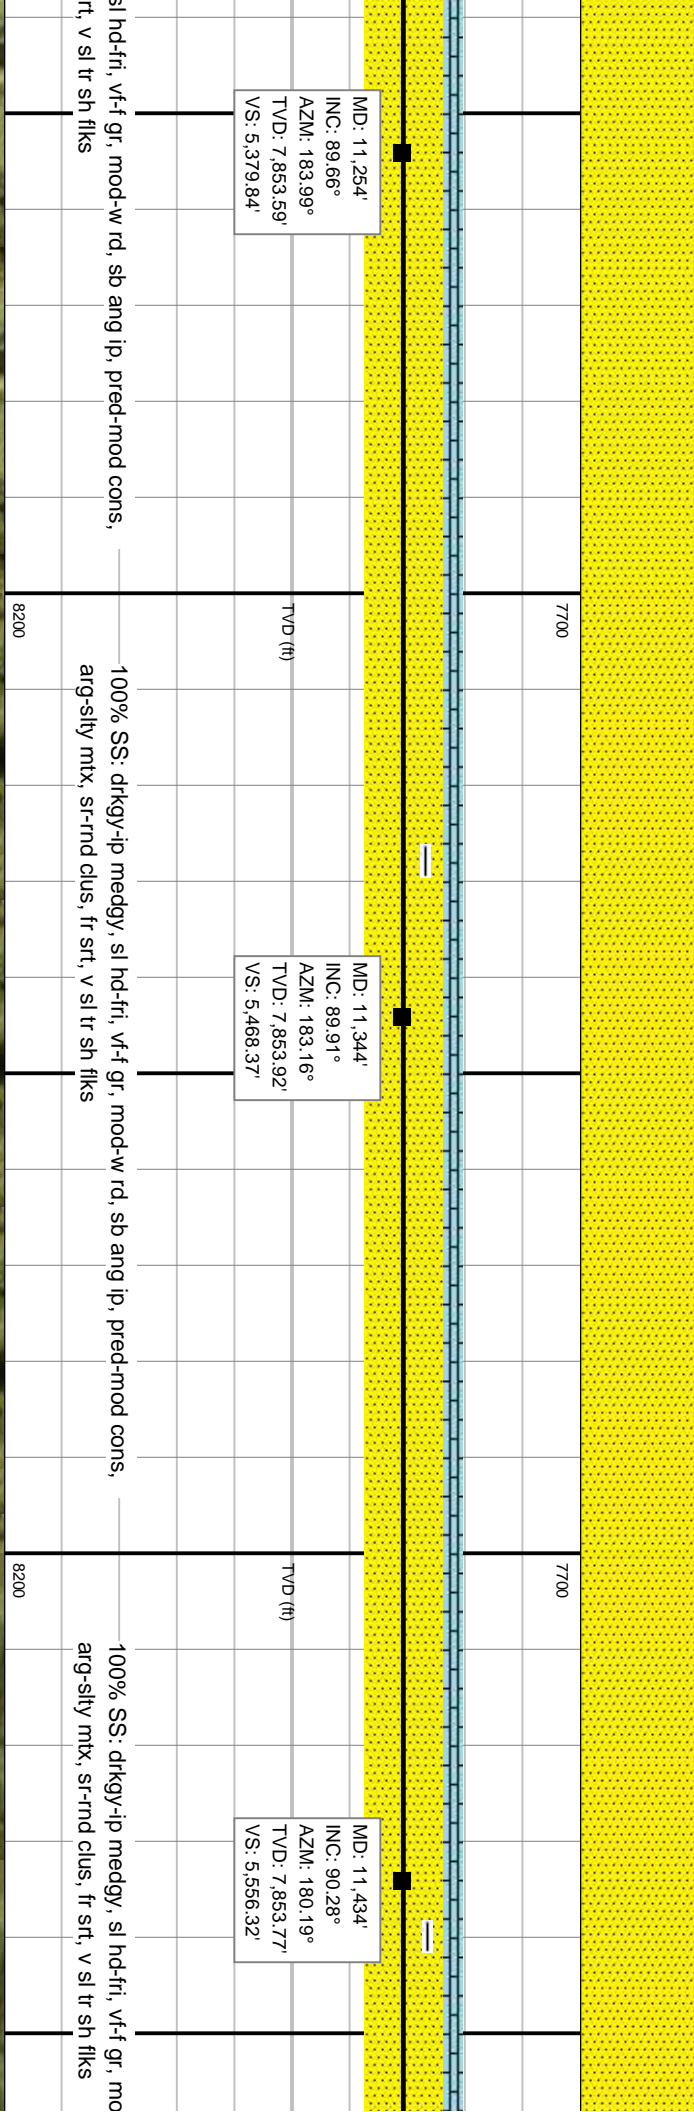 sl hd-fri, vf-f gr, mod-w rd, sb ang ip, pred-mod cons,
rt, v sl tr sh flks
MD: 11,254'
INC: 89.66°
AZM: 183.99°
TVD: 7,853.59'
VS: 5,379.84'
7700
TVD (ft)
8200
100% SS: drkgy-ip medgy, sl hd-fri, vf-f gr, mod-w rd, sb ang ip, pred-mod cons,
arg-slty mtx, sr-rnd clus, fr srt, v sl tr sh flks
MD: 11,344'
INC: 89.91°
AZM: 183.16°
TVD: 7,853.92'
VS: 5,468.37'
7700
TVD (ft)
8200
100% SS: drkgy-ip medgy, sl hd-fri, vf-f gr, mo
arg-slty mtx, sr-rnd clus, fr srt, v sl tr sh flks
MD: 11,434'
INC: 90.28°
AZM: 180.19°
TVD: 7,853.77'
VS: 5,556.32'